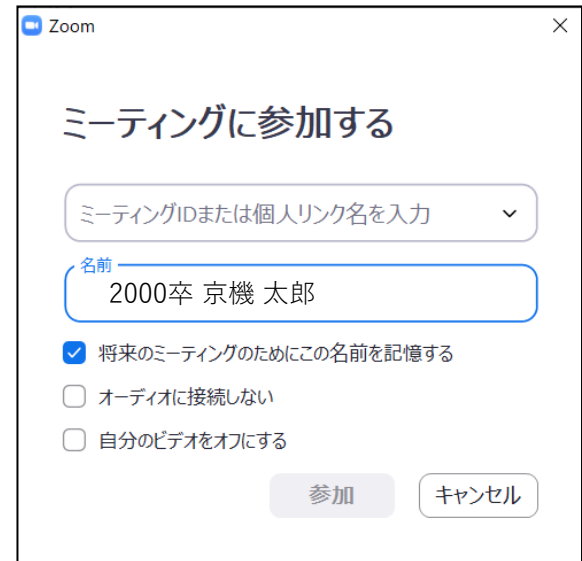 Zoom
ミーティングに参加する
ミーティングIDまたは個人リンク名を入力
名前
2000卒 京機 太郎
将来のミーティングのためにこの名前を記憶する
オーディオに接続しない
自分のビデオをオフにする
参加 キャンセル